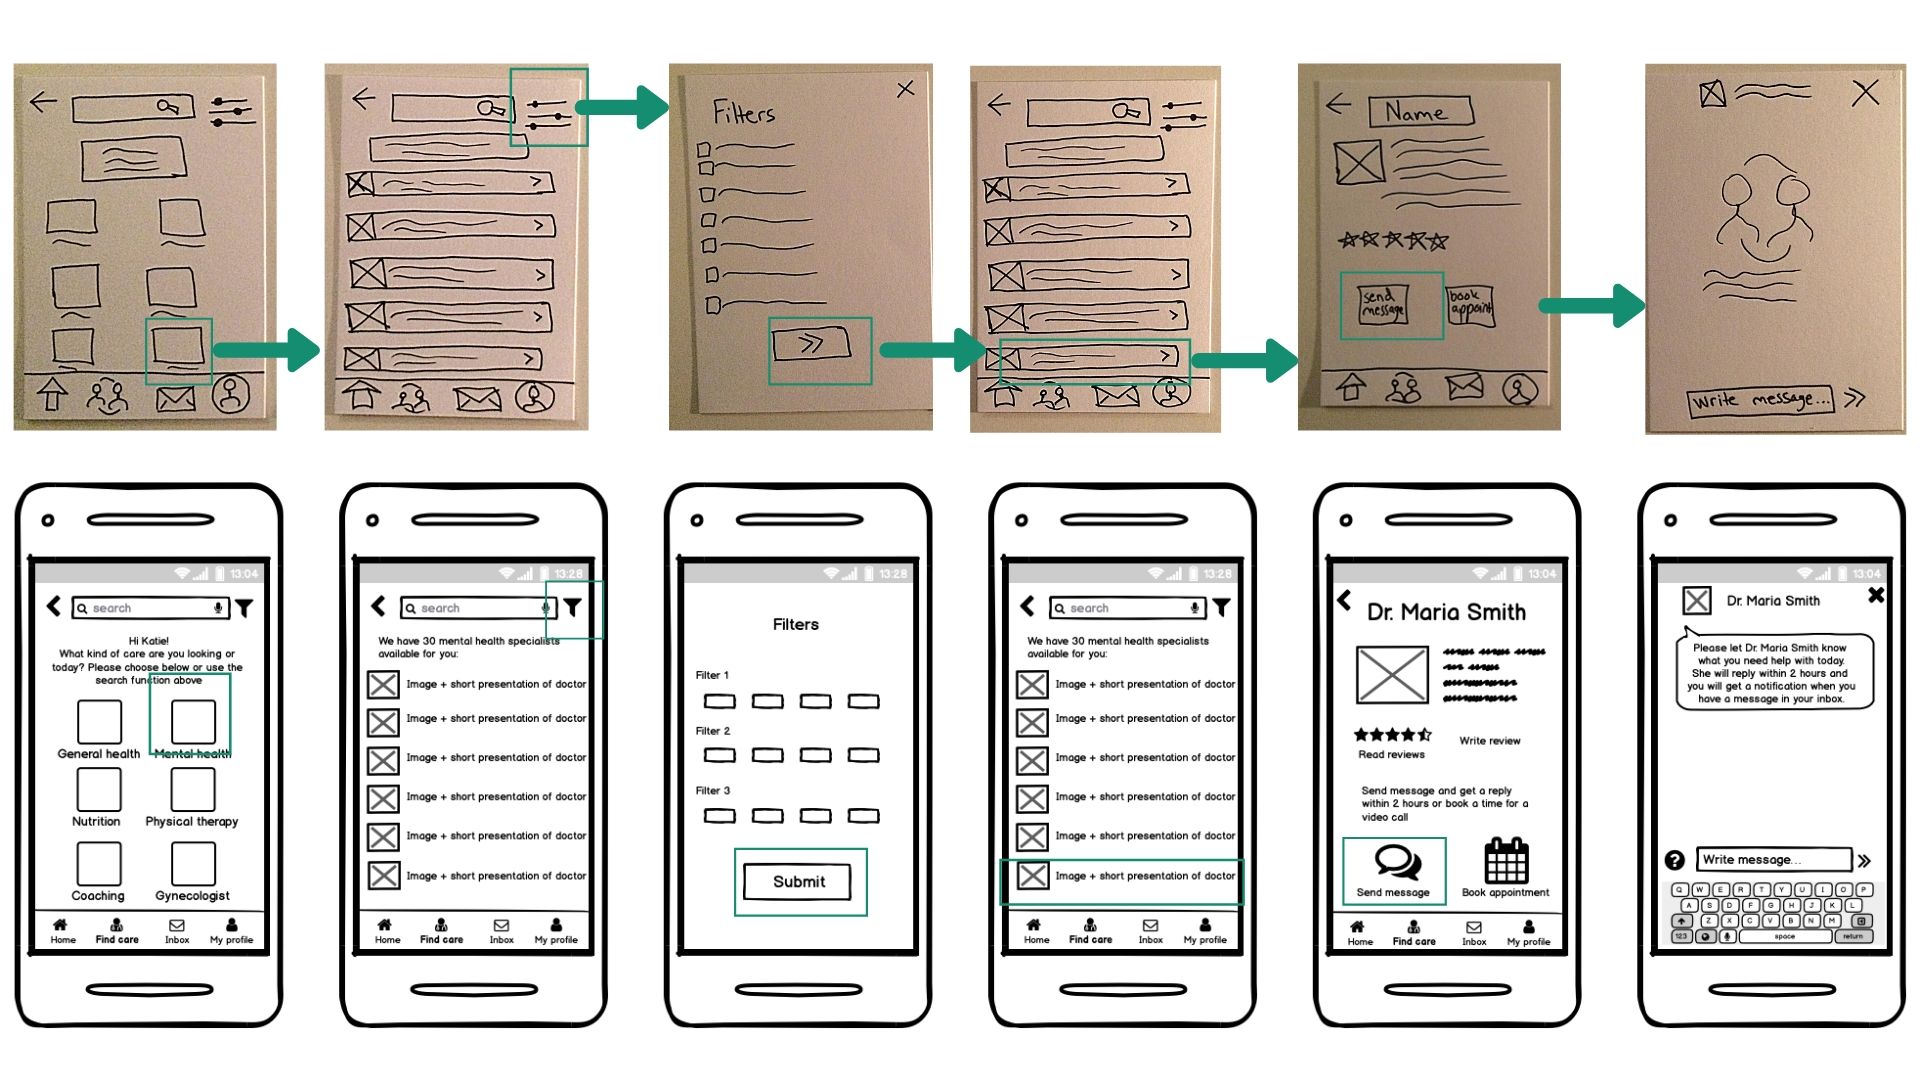 Filters
Name
send
message
book
appoint
Write message...
13:04
search
Hi Katie!
What kind of care are you looking or
today? Please choose below or use the
search function above
General health
Mental health
Nutrition
Physical therapy
Coaching
Gynecologist
Home
Find care
Inbox
My profile
13:28
search
We have 30 mental health specialists
available for you:
Image + short presentation of doctor
Image + short presentation of doctor
Image + short presentation of doctor
Image + short presentation of doctor
Image + short presentation of doctor
Image + short presentation of doctor
Home
Find care
Inbox
My profile
13:28
Filters
Filter 1
Filter 2
Filter 3
Submit
13:28
search
We have 30 mental health specialists
available for you:
Image + short presentation of doctor
Image + short presentation of doctor
Image + short presentation of doctor
Image + short presentation of doctor
Image + short presentation of doctor
Image + short presentation of doctor
Home
Find care
Inbox
My profile
13:04
Dr. Maria Smith
Read reviews
Write review
Send message and get a reply
within 2 hours or book a time for a
video call
Send message
Book appointment
Home
Find care
Inbox
My profile
13:04
Dr. Maria Smith
Please let Dr. Maria Smith know
what you need help with today.
She will reply within 2 hours and
you will get a notification when you
have a message in your inbox.
Write message...
Q W E R T Y U I O P
A S D F G H J K L
Z X C V B N M
123 space return